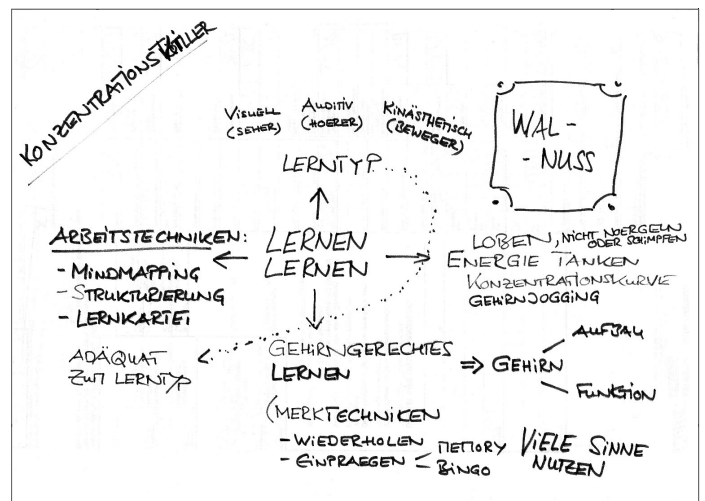 KONZENTRATIONSKILLER
VISUELL
(SEHER)
AUDITIV
(HOERER)
KINÄSTHETISCH
(BEWEGER)
WAL-
-NUSS
LERNTYP
ARBEITSTECHNIKEN:
- MINDMAPPING
- STRUKTURIERUNG
- LERNKARTEI
LERNEN
LERNEN
LOBEN, NICHT NOERGELN
ODER SCHIMPFEN
ENERGIE TANKEN
KONZENTRATIONSKURVE
GEHIRNJOGGING
ADÄQUAT
ZUM LERNTYP
GEHIRNGERECHTES
LERNEN
⇒ GEHIRN
AUFBAU
FUNKTION
(MERKTECHNIKEN
- WIEDERHOLEN
- EINPRAEGEN
MEMORY
BINGO
VIELE SINNE
NUTZEN